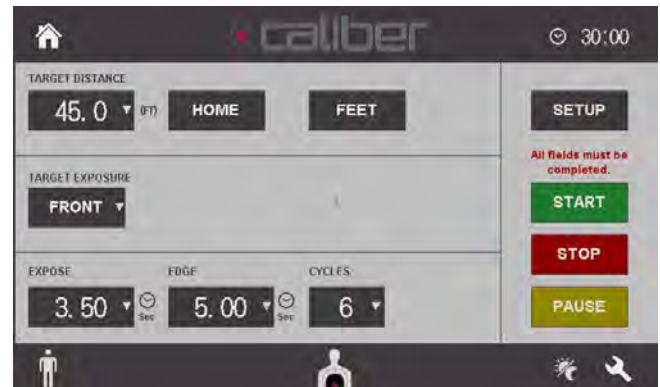 caliber
30:00
TARGET DISTANCE
45.0 (FT) HOME FEET
SETUP
All fields must be
completed.
TARGET EXPOSURE
FRONT
START
STOP
EXPOSE EDGE CYCLES
3.50 Sec 5.00 Sec 6
PAUSE